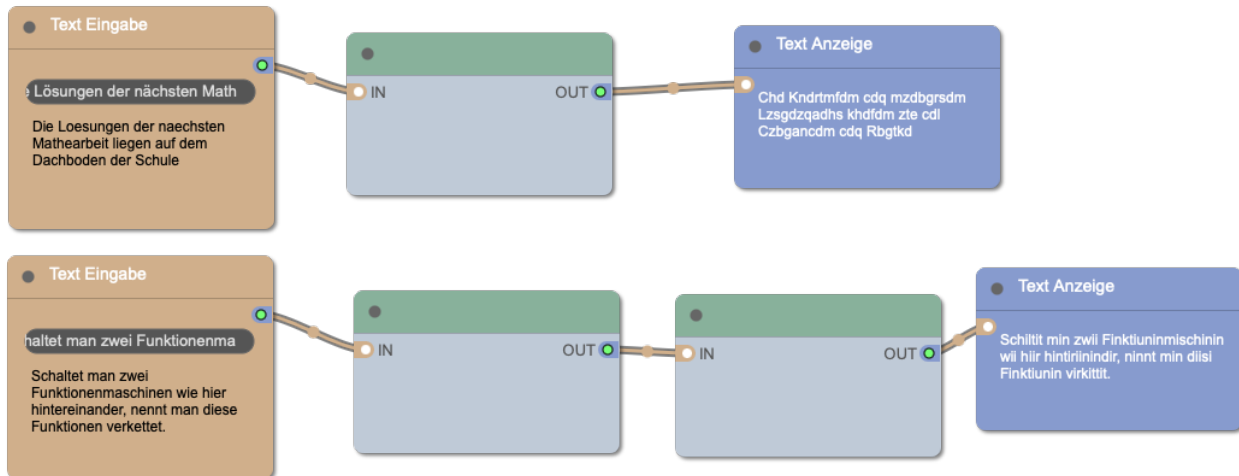 Text Eingabe
e Lösungen der nächsten Math
Die Loesungen der naechsten
Mathearbeit liegen auf dem
Dachboden der Schule
IN
OUT
Text Anzeige
Chd Kndrtmfdm cdq mzdbgrsdm
Lzsgdzqadhs khdfdm zte cdl
Czbgancdm cdq Rbgtkd
Text Eingabe
haltet man zwei Funktionenma
Schaltet man zwei
Funktionenmaschinen wie hier
hintereinander, nennt man diese
Funktionen verkettet.
IN
OUT
IN
OUT
Text Anzeige
Schiltit min zwii Finktiuninmischinin
wii hiir hintiriinindir, ninnt min diisi
Finktiunin virkittit.